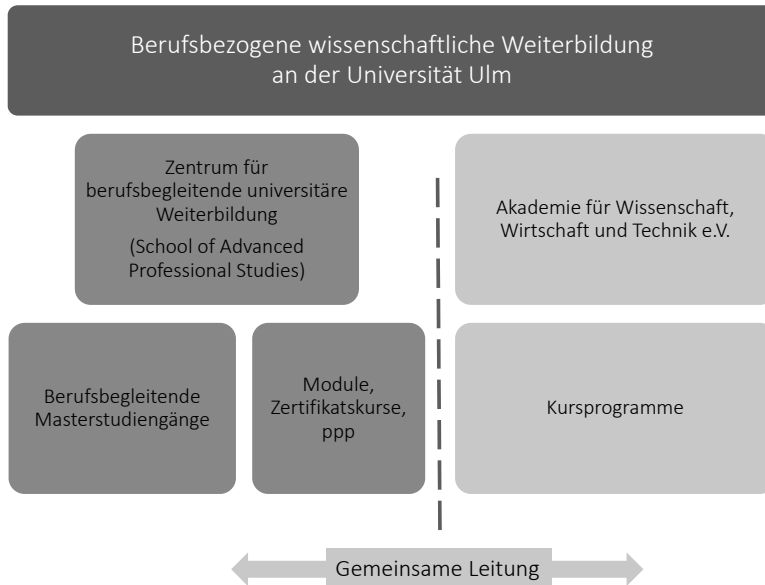 Berufsbezogene wissenschaftliche Weiterbildung
an der Universität Ulm
Zentrum für
berufsbegleitende universitäre
Weiterbildung
(School of Advanced
Professional Studies)
Akademie für Wissenschaft,
Wirtschaft und Technik e.V.
Berufsbegleitende
Masterstudiengänge
Module,
Zertifikatskurse,
ppp
Kursprogramme
Gemeinsame Leitung